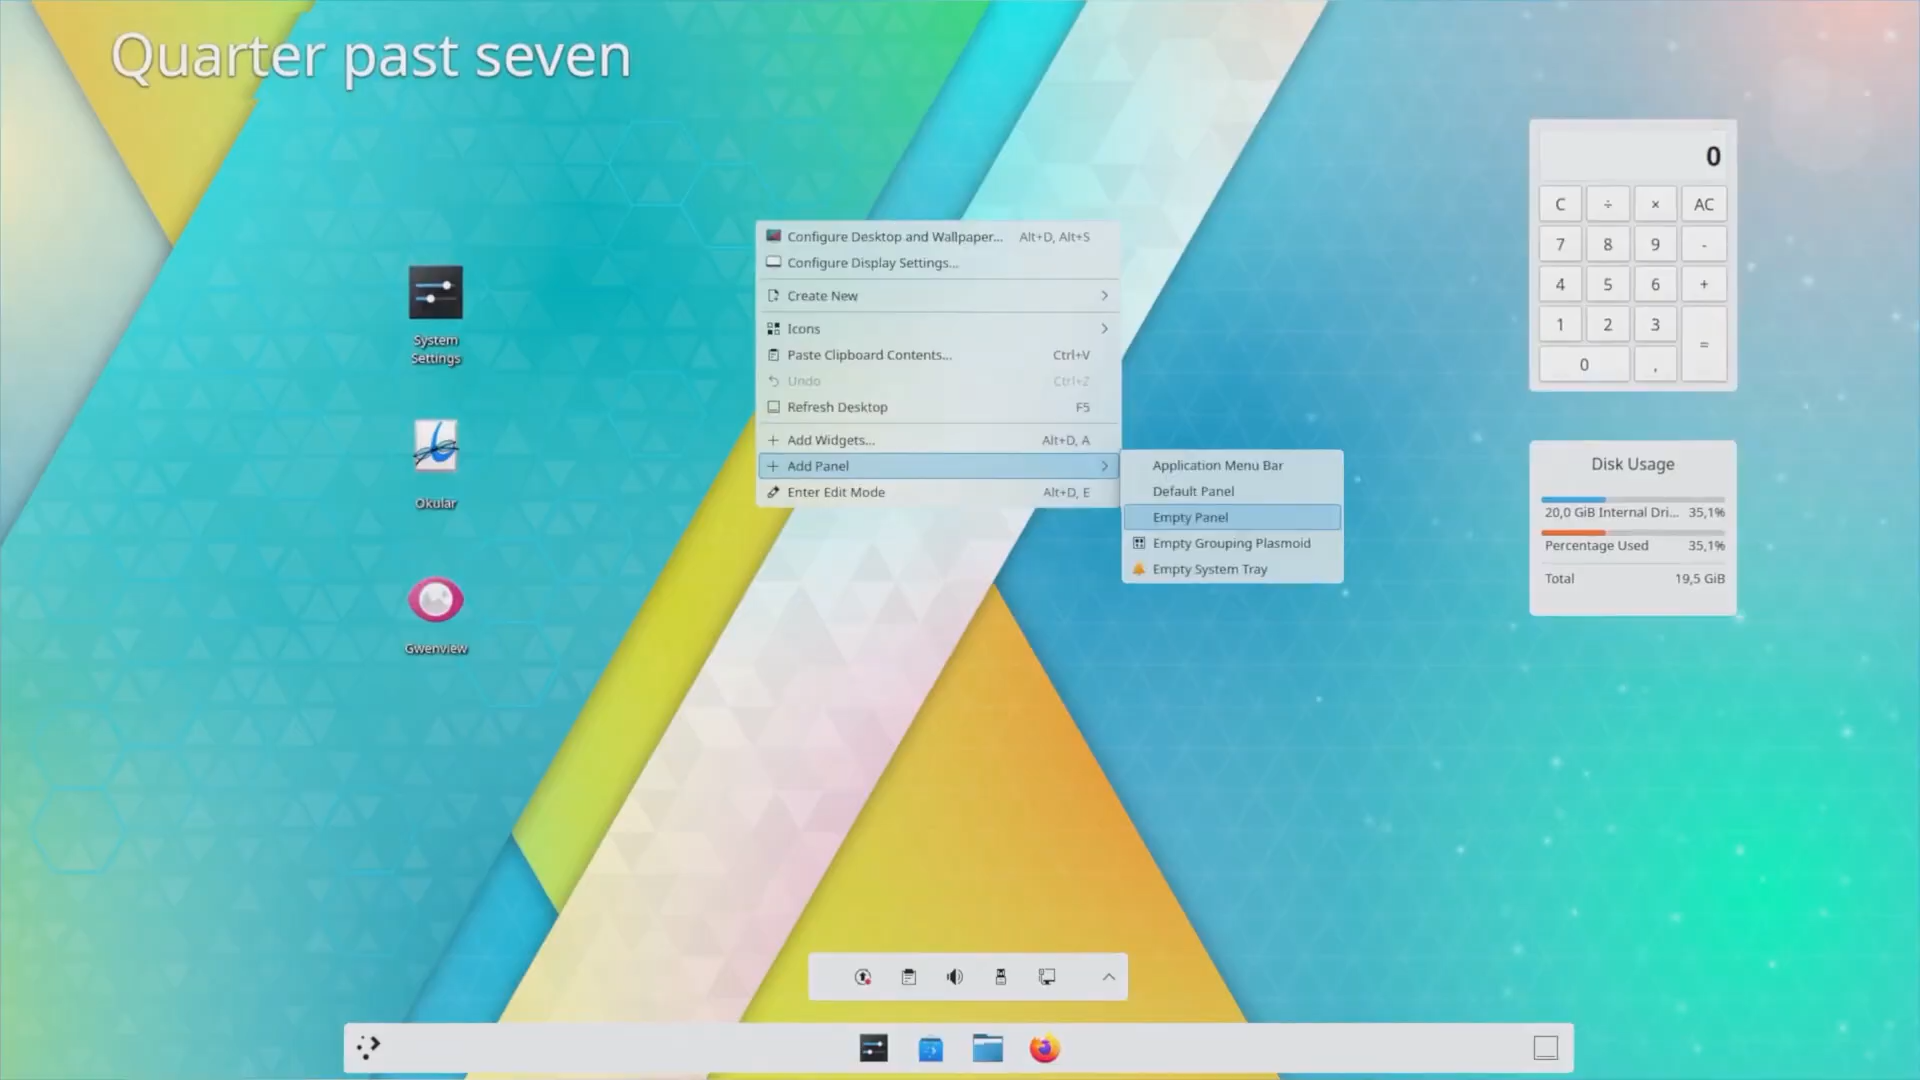 Quarter past seven
System
Settings
Okular
Gwenview
Configure Desktop and Wallpaper... Alt+D, Alt+S
Configure Display Settings...
Create New
Icons
Paste Clipboard Contents... Ctrl+V
Undo Ctrl+Z
Refresh Desktop F5
Add Widgets... Alt+D, A
Add Panel
Enter Edit Mode Alt+D, E
Application Menu Bar
Default Panel
Empty Panel
Empty Grouping Plasmoid
Empty System Tray
0
C ÷ × AC
7 8 9 -
4 5 6 +
1 2 3 =
0 ,
Disk Usage
20,0 GiB Internal Dri... 35,1%
Percentage Used 35,1%
Total 19,5 GiB